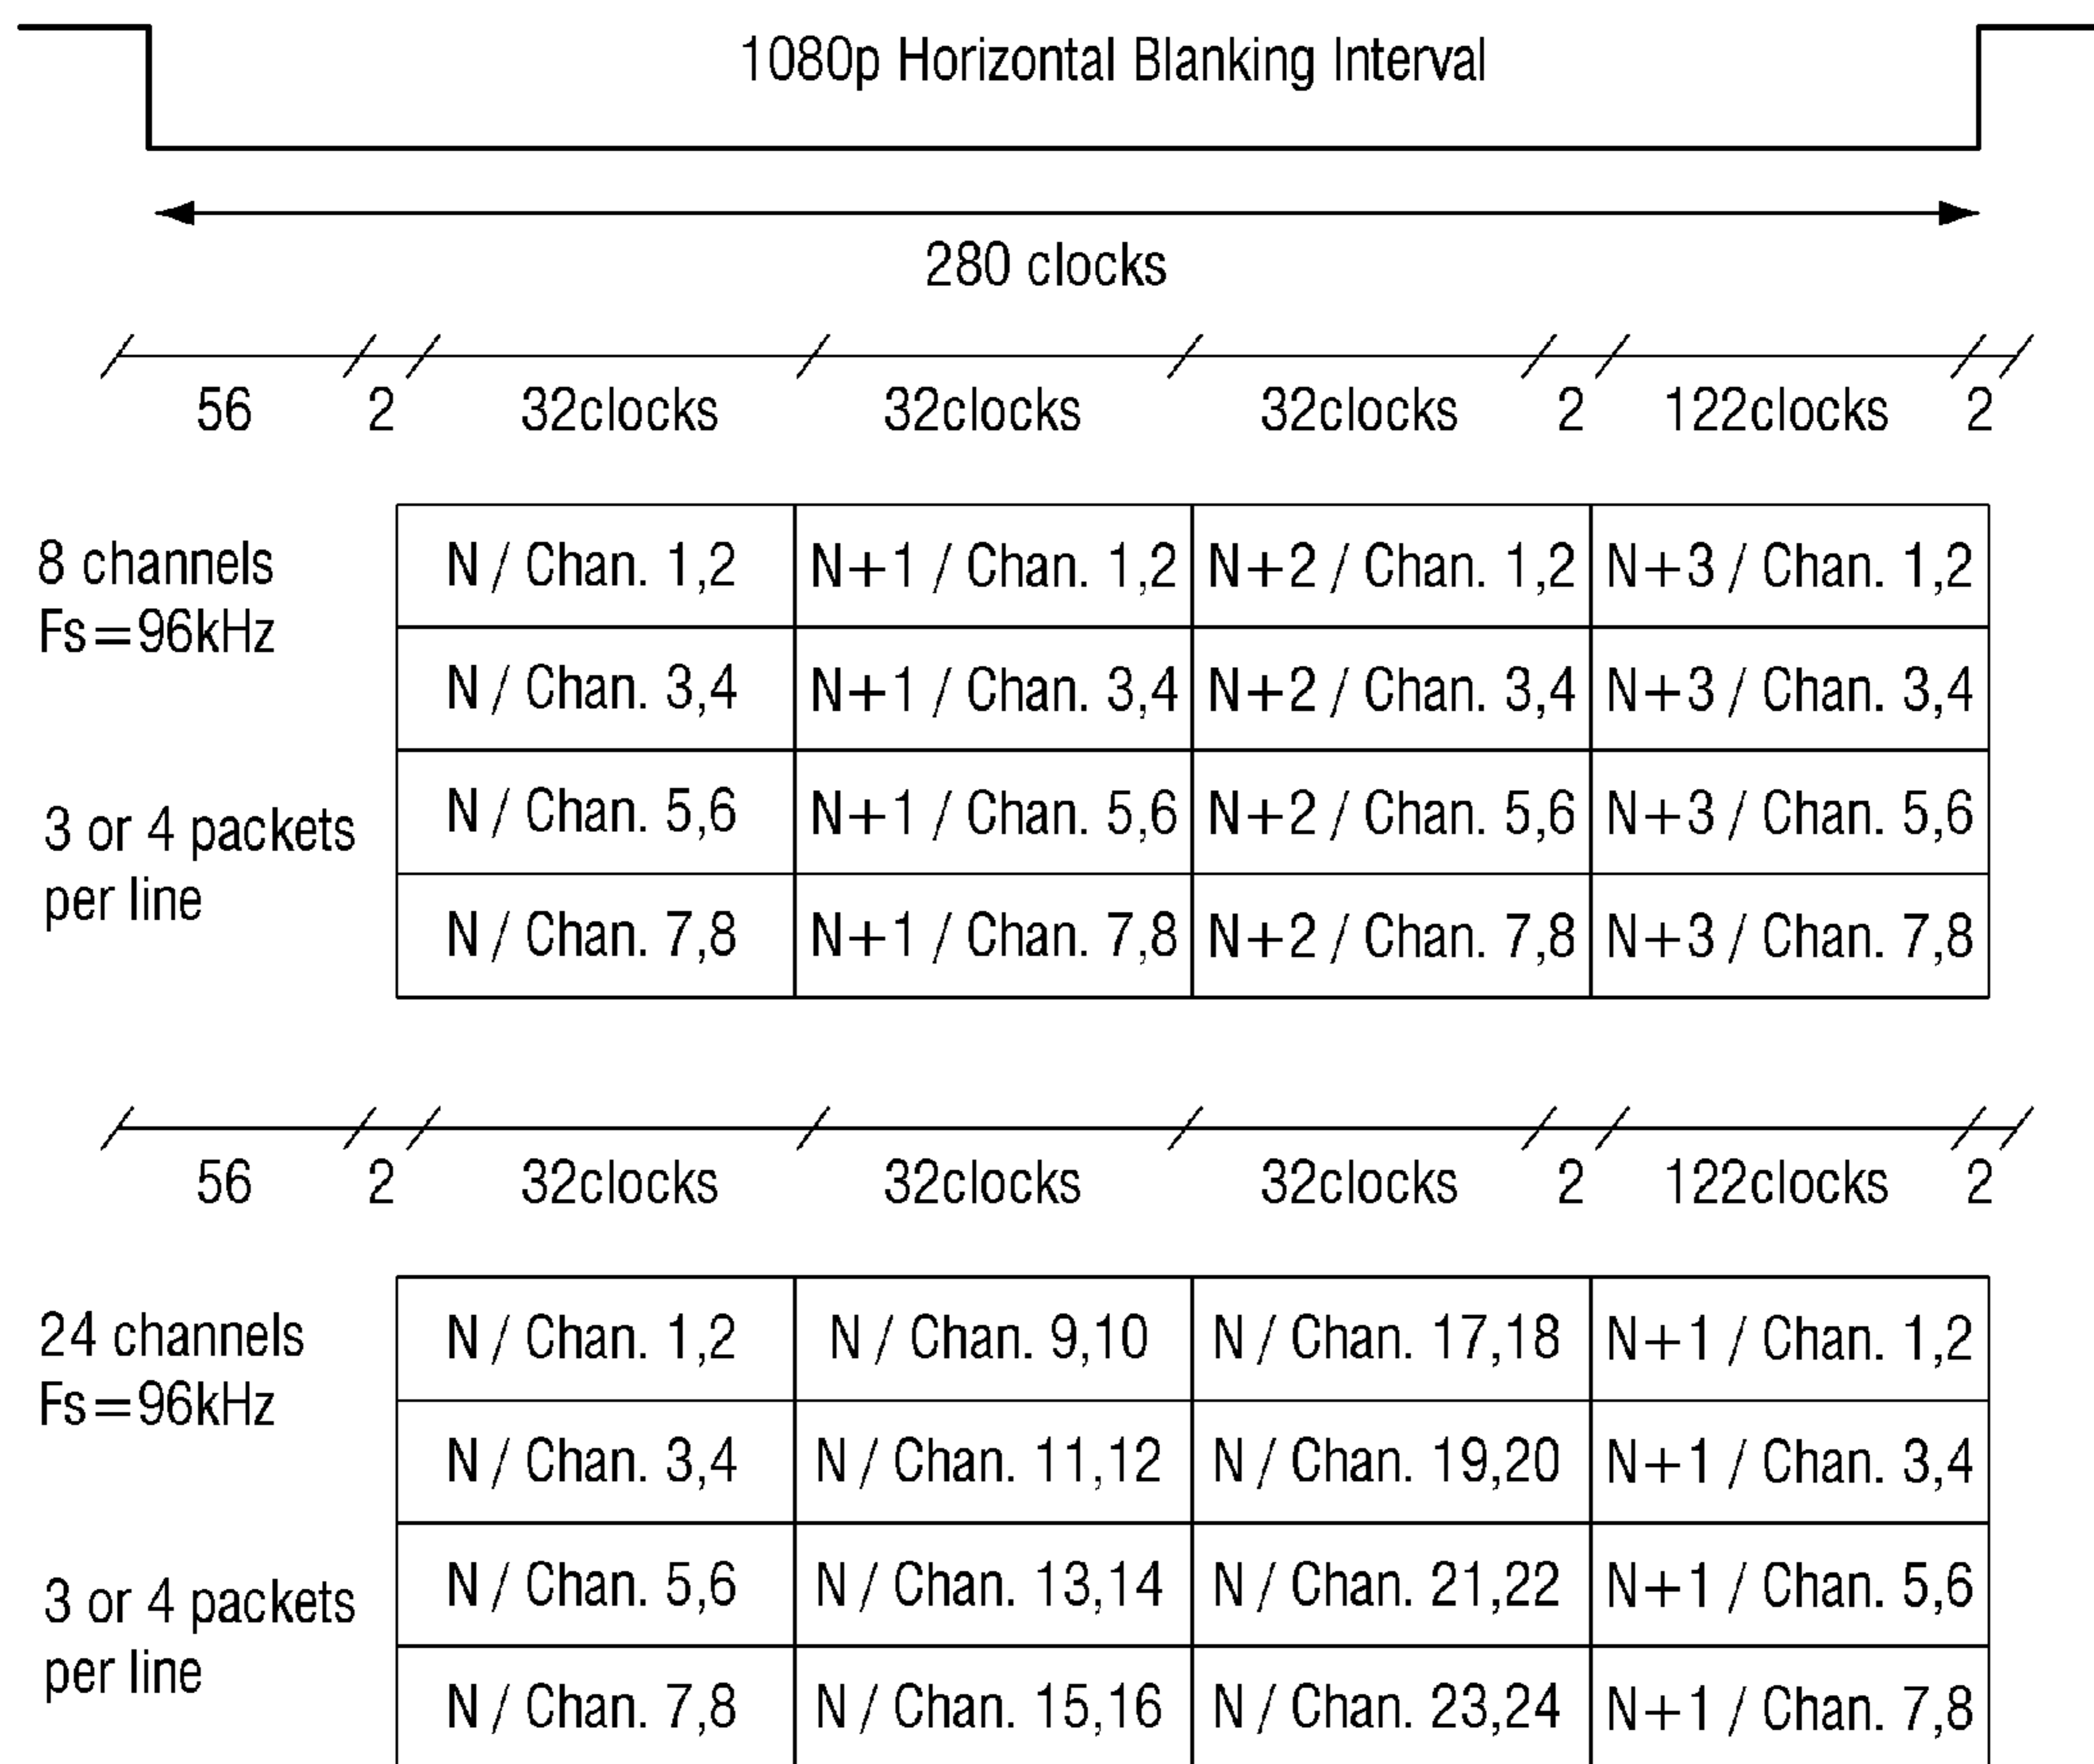 1080p Horizontal Blanking Interval
280 clocks
56 2 32clocks 32clocks 32clocks 2 122clocks 2
8 channels
Fs=96kHz
3 or 4 packets
per line
N / Chan. 1,2 N+1 / Chan. 1,2 N+2 / Chan. 1,2 N+3 / Chan. 1,2
N / Chan. 3,4 N+1 / Chan. 3,4 N+2 / Chan. 3,4 N+3 / Chan. 3,4
N / Chan. 5,6 N+1 / Chan. 5,6 N+2 / Chan. 5,6 N+3 / Chan. 5,6
N / Chan. 7,8 N+1 / Chan. 7,8 N+2 / Chan. 7,8 N+3 / Chan. 7,8
56 2 32clocks 32clocks 32clocks 2 122clocks 2
24 channels
Fs=96kHz
3 or 4 packets
per line
N / Chan. 1,2 N / Chan. 9,10 N / Chan. 17,18 N+1 / Chan. 1,2
N / Chan. 3,4 N / Chan. 11,12 N / Chan. 19,20 N+1 / Chan. 3,4
N / Chan. 5,6 N / Chan. 13,14 N / Chan. 21,22 N+1 / Chan. 5,6
N / Chan. 7,8 N / Chan. 15,16 N / Chan. 23,24 N+1 / Chan. 7,8